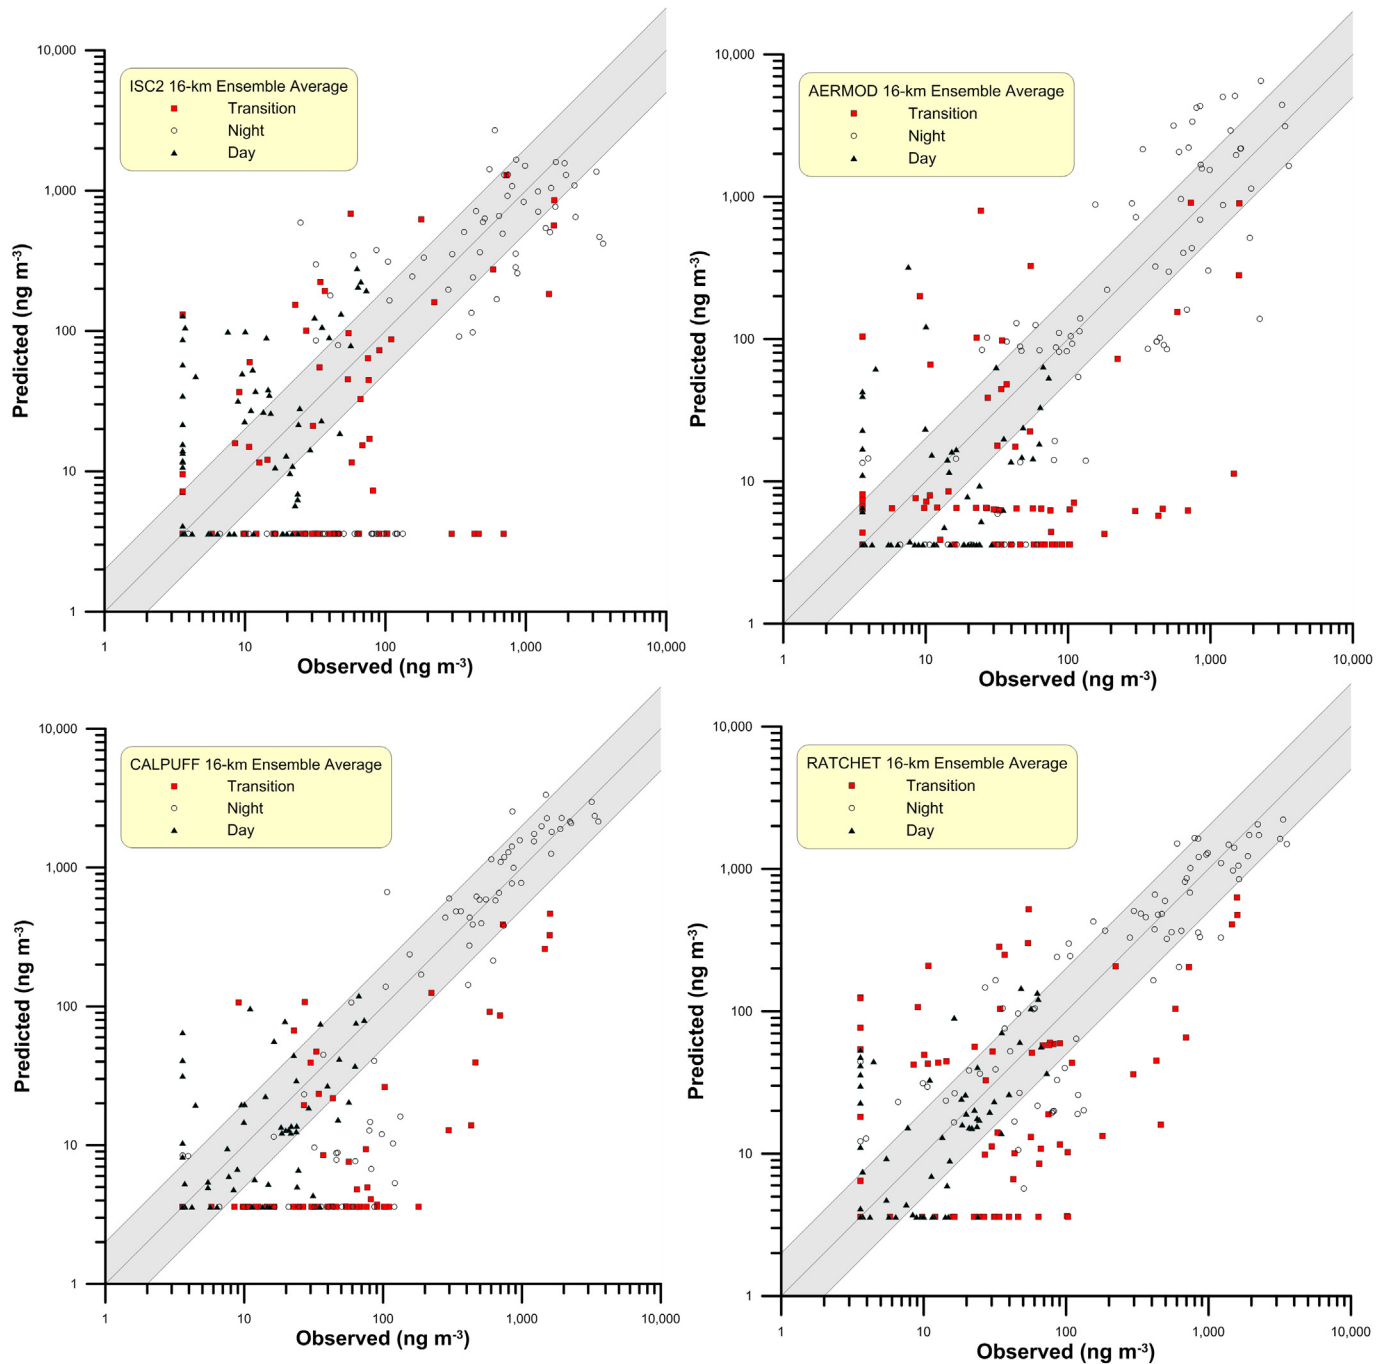 ISC2 16-km Ensemble Average
Transition
Night
Day
Predicted (ng m-3)
10,000
1,000
100
10
1
1
10
100
1,000
10,000
Observed (ng m-3)
AERMOD 16-km Ensemble Average
Transition
Night
Day
Predicted (ng m-3)
10,000
1,000
100
10
1
1
10
100
1,000
10,000
Observed (ng m-3)
CALPUFF 16-km Ensemble Average
Transition
Night
Day
Predicted (ng m-3)
10,000
1,000
100
10
1
1
10
100
1,000
10,000
Observed (ng m-3)
RATCHET 16-km Ensemble Average
Transition
Night
Day
Predicted (ng m-3)
10,000
1,000
100
10
1
1
10
100
1,000
10,000
Observed (ng m-3)